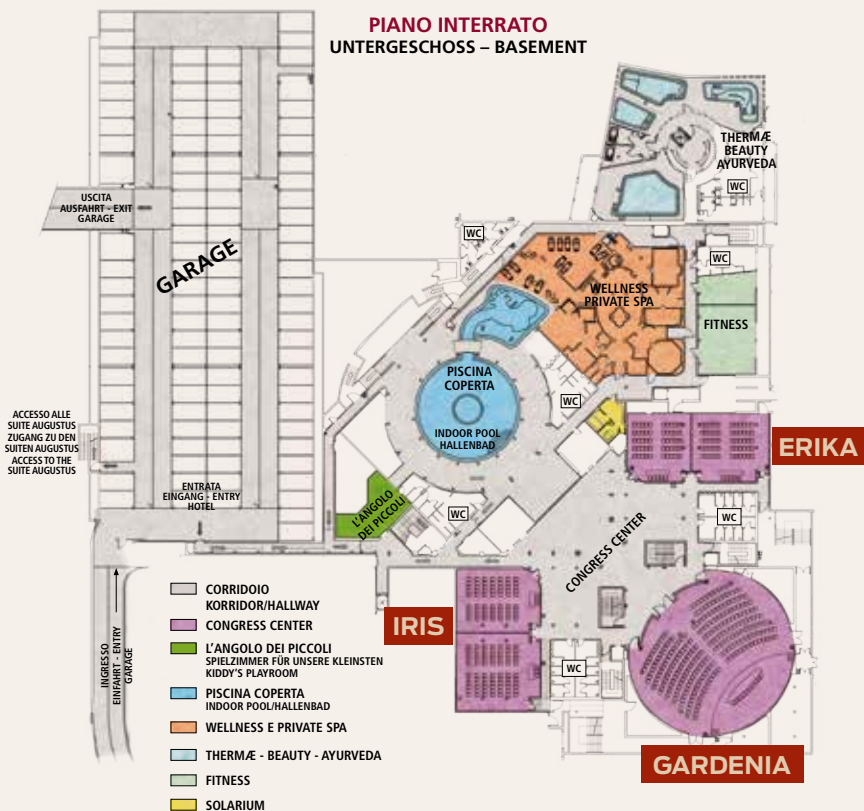 PIANO INTERRATO
UNTERGESCHOSS – BASEMENT
THERMÆ
BEAUTY
AYURVEDA
WC
USCITA
AUSFAHRT - EXIT
GARAGE
WC
GARAGE
WC
WELLNESS
PRIVATE SPA
FITNESS
PISCINA
COPERTA
WC
INDOOR POOL
HALLENBAD
ACCESSO ALLE
SUITE AUGUSTUS
ZUGANG ZU DEN
SUITEN AUGUSTUS
ACCESS TO THE
SUITE AUGUSTUS
ERIKA
ENTRATA
EINGANG - ENTRY
HOTEL
L'ANGOLO
DEI PICCOLI
WC
WC
CONGRESS CENTER
INGRESSO
EINFAHRT - ENTRY
GARAGE
IRIS
WC
GARDENIA
CORRIDOIO
KORRIDOR/HALLWAY
CONGRESS CENTER
L'ANGOLO DEI PICCOLI
SPIELZIMMER FÜR UNSERE KLEINSTEN
KIDDY'S PLAYROOM
PISCINA COPERTA
INDOOR POOL/HALLENBAD
WELLNESS E PRIVATE SPA
THERMÆ - BEAUTY - AYURVEDA
FITNESS
SOLARIUM